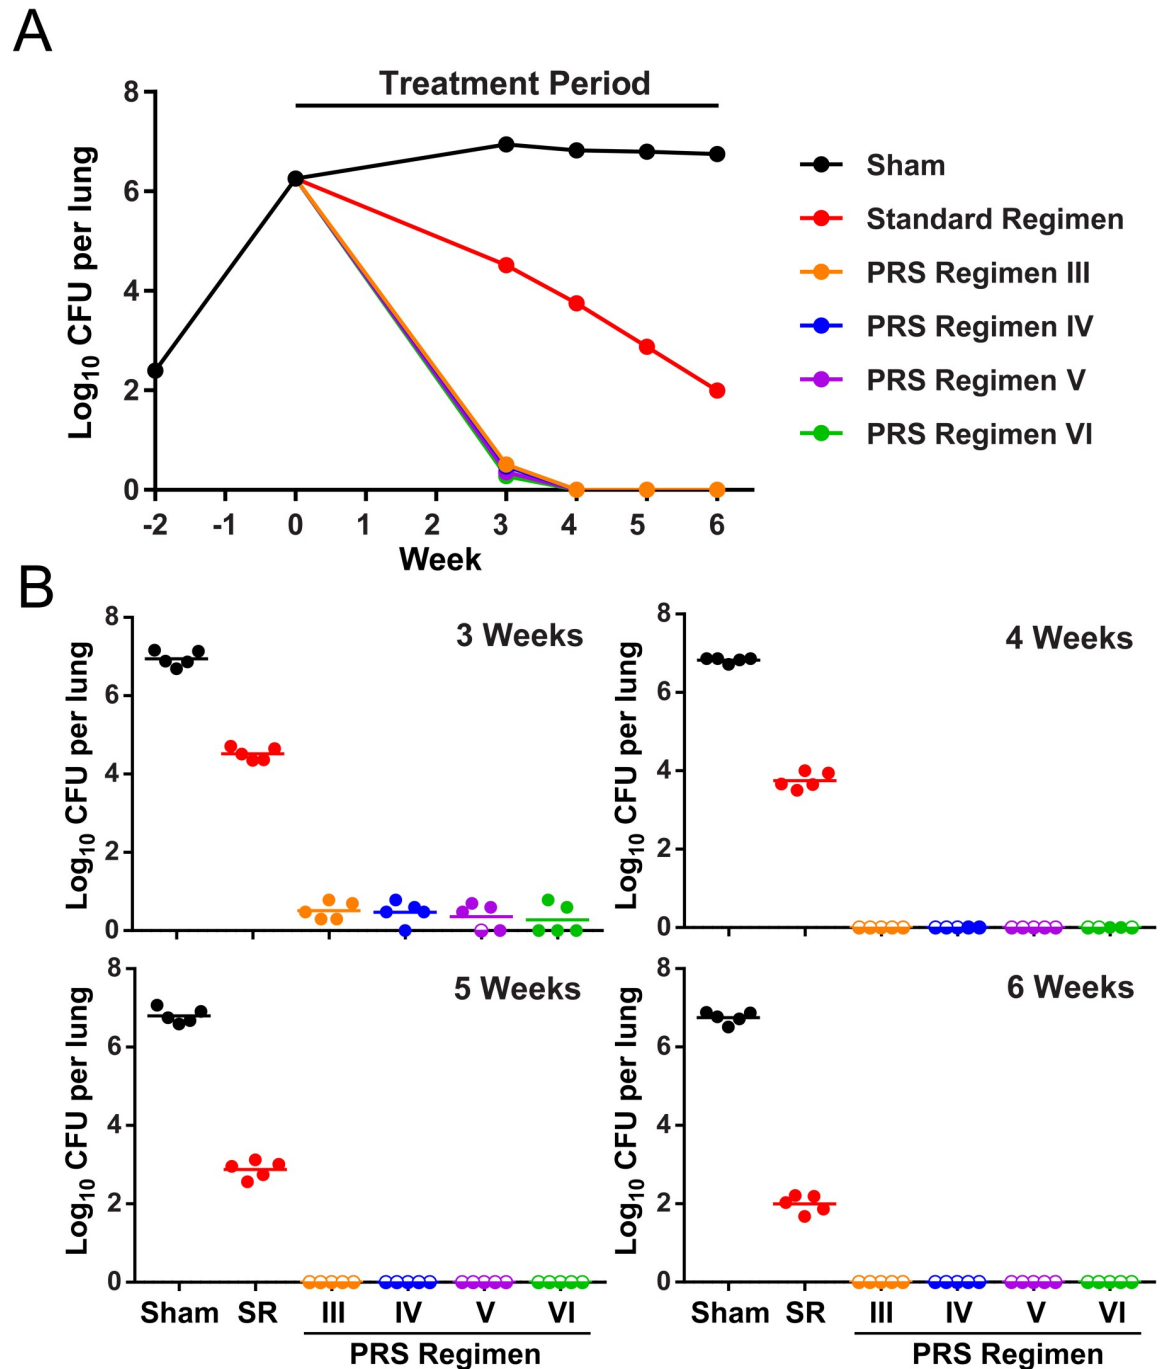 A
Treatment Period
8
6
4
2
0
Log₁₀ CFU per lung
-2 -1 0 1 2 3 4 5 6
Week
Sham
Standard Regimen
PRS Regimen III
PRS Regimen IV
PRS Regimen V
PRS Regimen VI
B
3 Weeks
8
6
4
2
0
Log₁₀ CFU per lung
4 Weeks
8
6
4
2
0
Log₁₀ CFU per lung
5 Weeks
8
6
4
2
0
Log₁₀ CFU per lung
Sham SR III IV V VI
PRS Regimen
6 Weeks
8
6
4
2
0
Log₁₀ CFU per lung
Sham SR III IV V VI
PRS Regimen